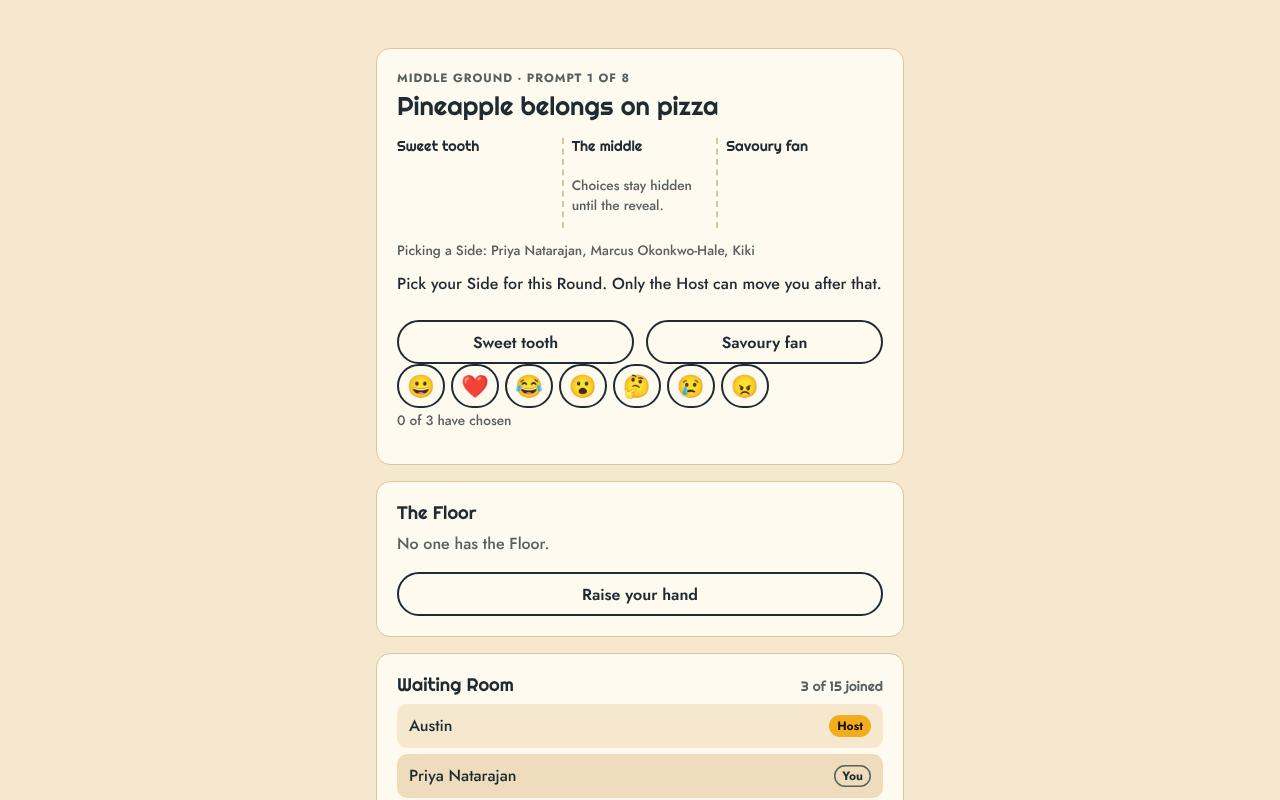 MIDDLE GROUND · PROMPT 1 OF 8
Pineapple belongs on pizza
Sweet tooth
The middle
Savoury fan
Choices stay hidden
until the reveal.
Picking a Side: Priya Natarajan, Marcus Okonkwo-Hale, Kiki
Pick your Side for this Round. Only the Host can move you after that.
Sweet tooth
Savoury fan
0 of 3 have chosen
The Floor
No one has the Floor.
Raise your hand
Waiting Room
3 of 15 joined
Austin
Host
Priya Natarajan
You